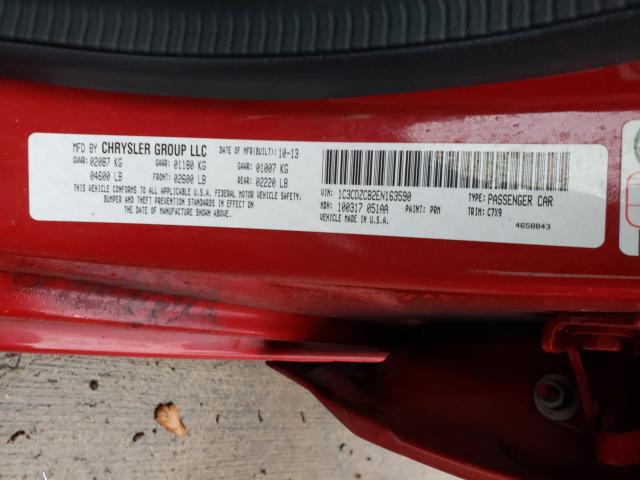 MFD BY CHRYSLER GROUP LLC DATE OF MFR(BUILT): 10-13
GVWR: 02087 KG GAWR: 01180 KG GAWR: 01007 KG
04600 LB FRONT: 02600 LB REAR: 02220 LB
THIS VEHICLE CONFORMS TO ALL APPLICABLE U.S.A. FEDERAL MOTOR VEHICLE SAFETY,
BUMPER AND THEFT PREVENTION STANDARDS IN EFFECT ON
THE DATE OF MANUFACTURE SHOWN ABOVE.
VIN: 1C3CDZCB2EN163590 TYPE: PASSENGER CAR
MDH: 100317 051AA PAINT: PRM TRIM: C7X9
VEHICLE MADE IN U.S.A. 4658843